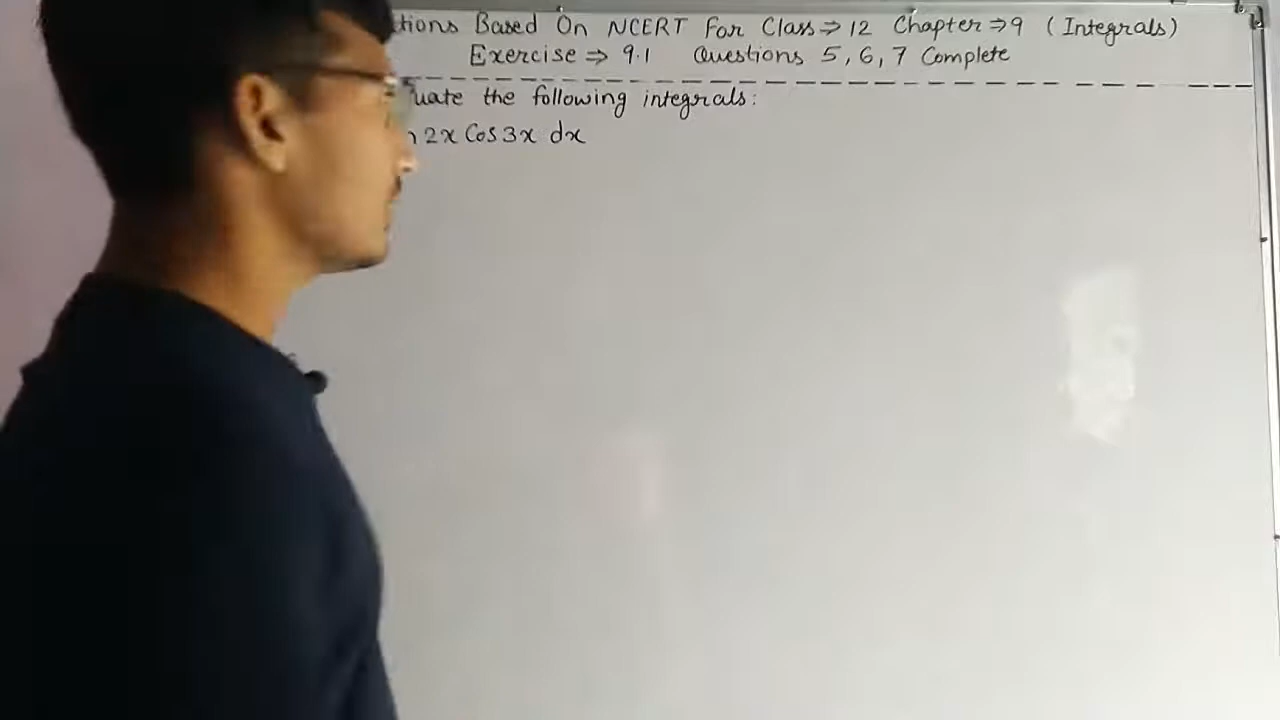 Based On NCERT For Class ⇒ 12 Chapter ⇒ 9 (Integrals)
Exercise ⇒ 9.1 Questions 5, 6, 7 Complete
the following integrals:
2x Cos 3x dx